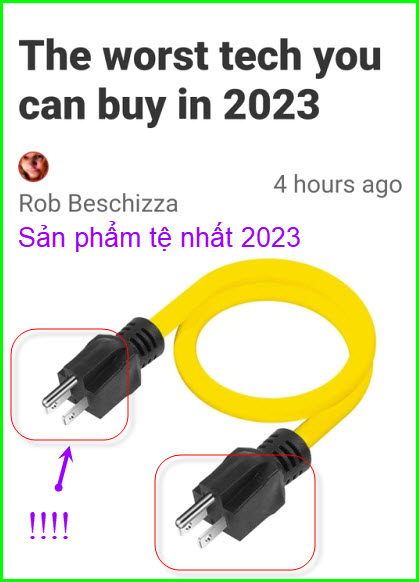 The worst tech you
can buy in 2023
4 hours ago
Rob Beschizza
Sản phẩm tệ nhất 2023
!!!!